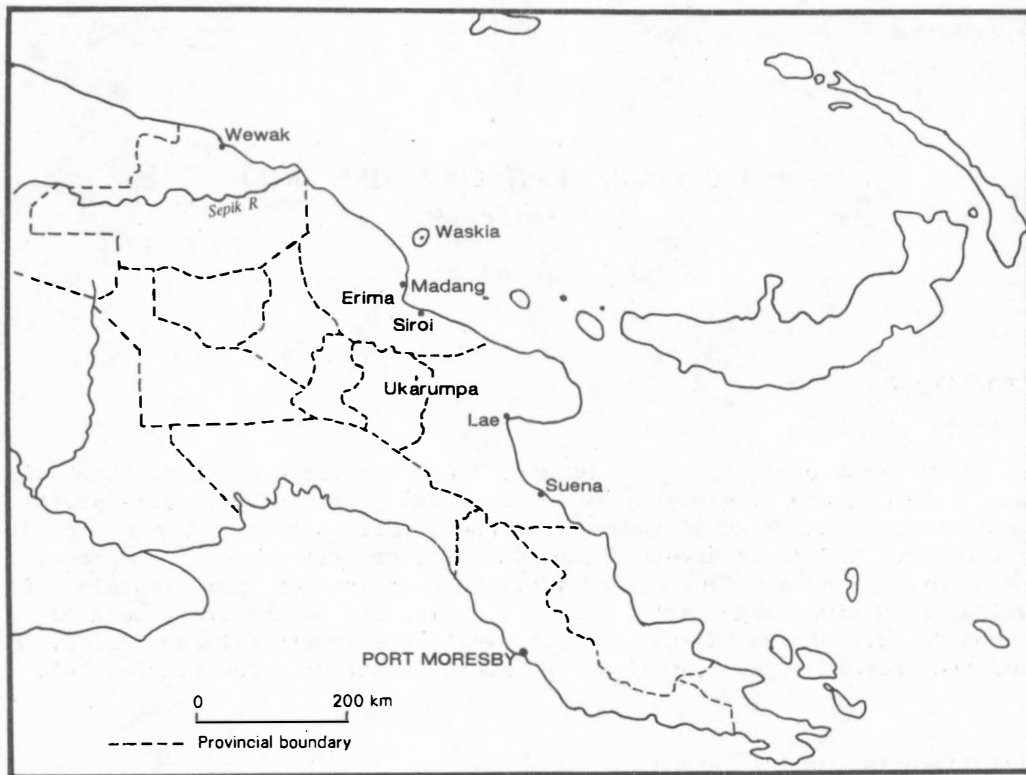 Wewak
Sepik R
Waskia
Madang
Erima
Siroi
Ukarumpa
Lae
Suena
PORT MORESBY
0 200 km
Provincial boundary